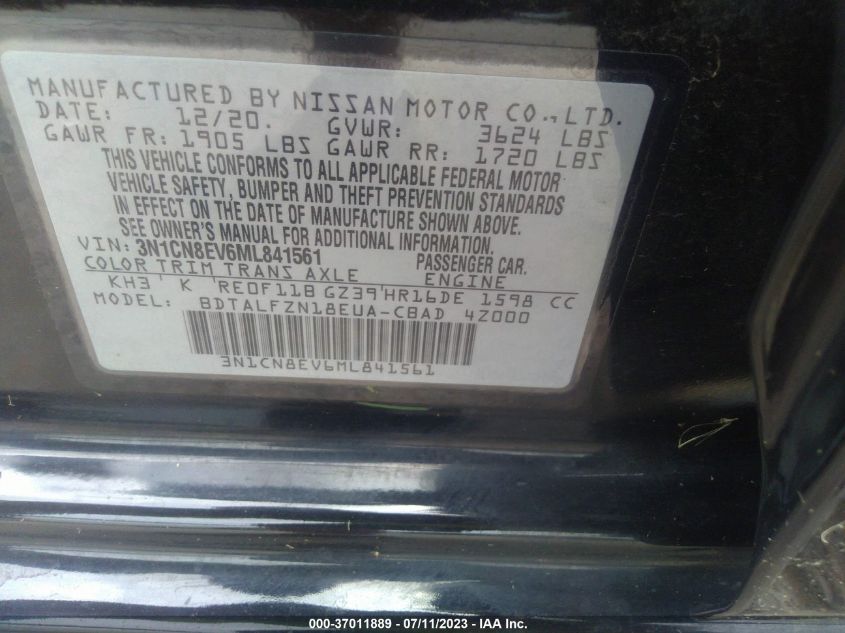 MANUFACTURED BY NISSAN MOTOR CO.,LTD.
DATE: 12/20. GVWR: 3624 LBS
GAWR FR: 1905 LBS GAWR RR: 1720 LBS
THIS VEHICLE CONFORMS TO ALL APPLICABLE FEDERAL MOTOR
VEHICLE SAFETY, BUMPER AND THEFT PREVENTION STANDARDS
IN EFFECT ON THE DATE OF MANUFACTURE SHOWN ABOVE.
SEE OWNER'S MANUAL FOR ADDITIONAL INFORMATION.
VIN: 3N1CN8EV6ML841561 PASSENGER CAR.
COLOR TRIM TRANS AXLE ENGINE
KH3' K 'RE0F11B GZ39'HR16DE 1598 CC
MODEL: BDTALFZN18EUA-CBAD 4Z000
3N1CN8EV6ML841561
000-37011889 - 07/11/2023 - IAA Inc.